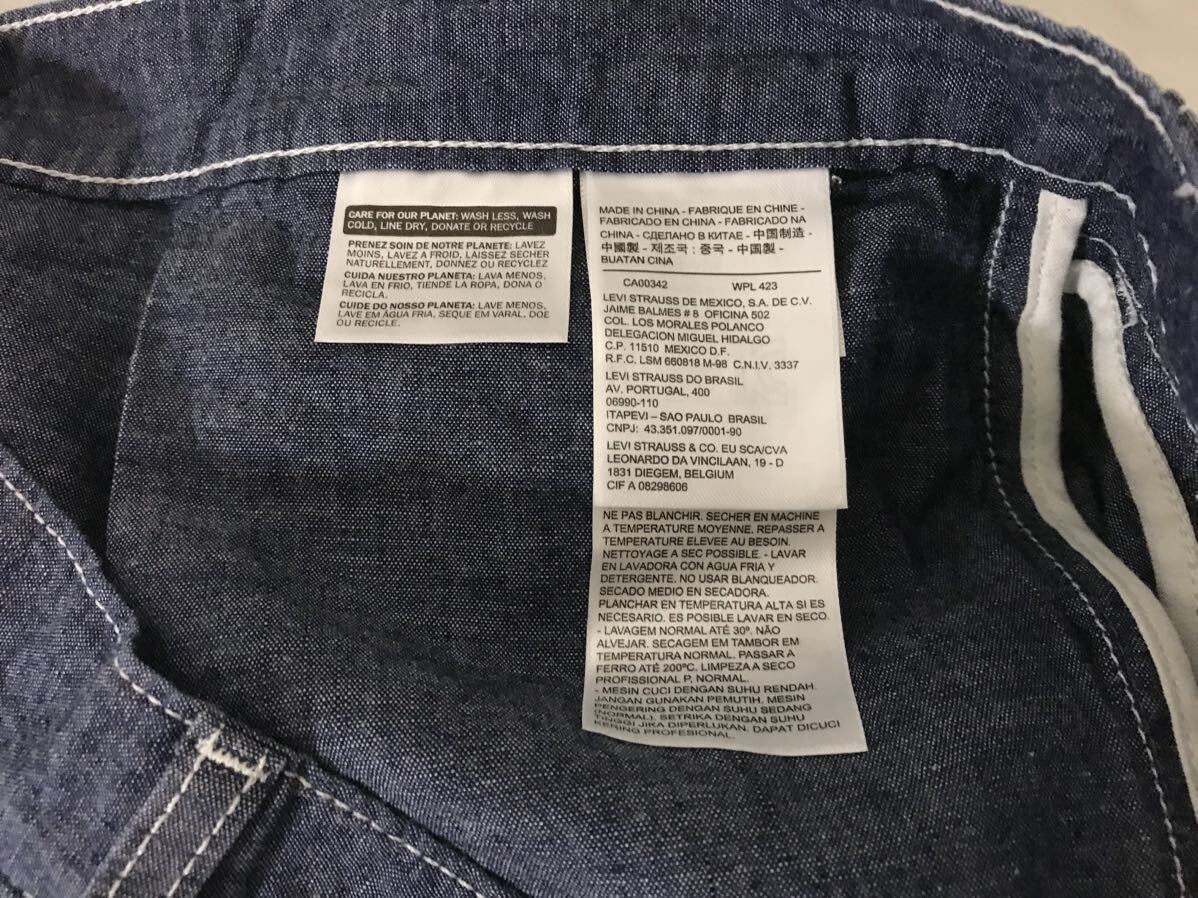 CARE FOR OUR PLANET: WASH LESS, WASH
COLD, LINE DRY, DONATE OR RECYCLE
PRENEZ SOIN DE NOTRE PLANETE: LAVEZ
MOINS, LAVEZ A FROID, LAISSEZ SECHER
NATURELLEMENT, DONNEZ OU RECYCLEZ
CUIDA NUESTRO PLANETA: LAVA MENOS,
LAVA EN FRIO, TIENDE LA ROPA, DONA O
RECICLA.
CUIDE DO NOSSO PLANETA: LAVE MENOS,
LAVE EM ÁGUA FRIA, SEQUE EM VARAL, DOE
OU RECICLE.
MADE IN CHINA - FABRIQUE EN CHINE -
FABRICADO EN CHINA - FABRICADO NA
CHINA - СДЕЛАНО В КИТАЕ - 中国制造 -
中國製 - 제조국 : 중국 - 中国製 -
BUATAN CINA
CA00342 WPL 423
LEVI STRAUSS DE MEXICO, S.A. DE C.V.
JAIME BALMES # 8 OFICINA 502
COL. LOS MORALES POLANCO
DELEGACION MIGUEL HIDALGO
C.P. 11510 MEXICO D.F.
R.F.C. LSM 660818 M-98 C.N.I.V. 3337
LEVI STRAUSS DO BRASIL
AV. PORTUGAL, 400
06990-110
ITAPEVI – SAO PAULO BRASIL
CNPJ: 43.351.097/0001-90
LEVI STRAUSS & CO. EU SCA/CVA
LEONARDO DA VINCILAAN, 19 - D
1831 DIEGEM, BELGIUM
CIF A 08298606
NE PAS BLANCHIR. SECHER EN MACHINE
A TEMPERATURE MOYENNE. REPASSER A
TEMPERATURE ELEVEE AU BESOIN.
NETTOYAGE A SEC POSSIBLE. - LAVAR
EN LAVADORA CON AGUA FRIA Y
DETERGENTE. NO USAR BLANQUEADOR.
SECADO MEDIO EN SECADORA.
PLANCHAR EN TEMPERATURA ALTA SI ES
NECESARIO. ES POSIBLE LAVAR EN SECO.
- LAVAGEM NORMAL ATÉ 30º. NÃO
ALVEJAR. SECAGEM EM TAMBOR EM
TEMPERATURA NORMAL. PASSAR A
FERRO ATÉ 200ºC. LIMPEZA A SECO
PROFISSIONAL P, NORMAL.
- MESIN CUCI DENGAN SUHU RENDAH.
JANGAN GUNAKAN PEMUTIH. MESIN
PENGERING DENGAN SUHU SEDANG
(NORMAL). SETRIKA DENGAN SUHU
TINGGI JIKA DIPERLUKAN. DAPAT DICUCI
KERING PROFESIONAL.